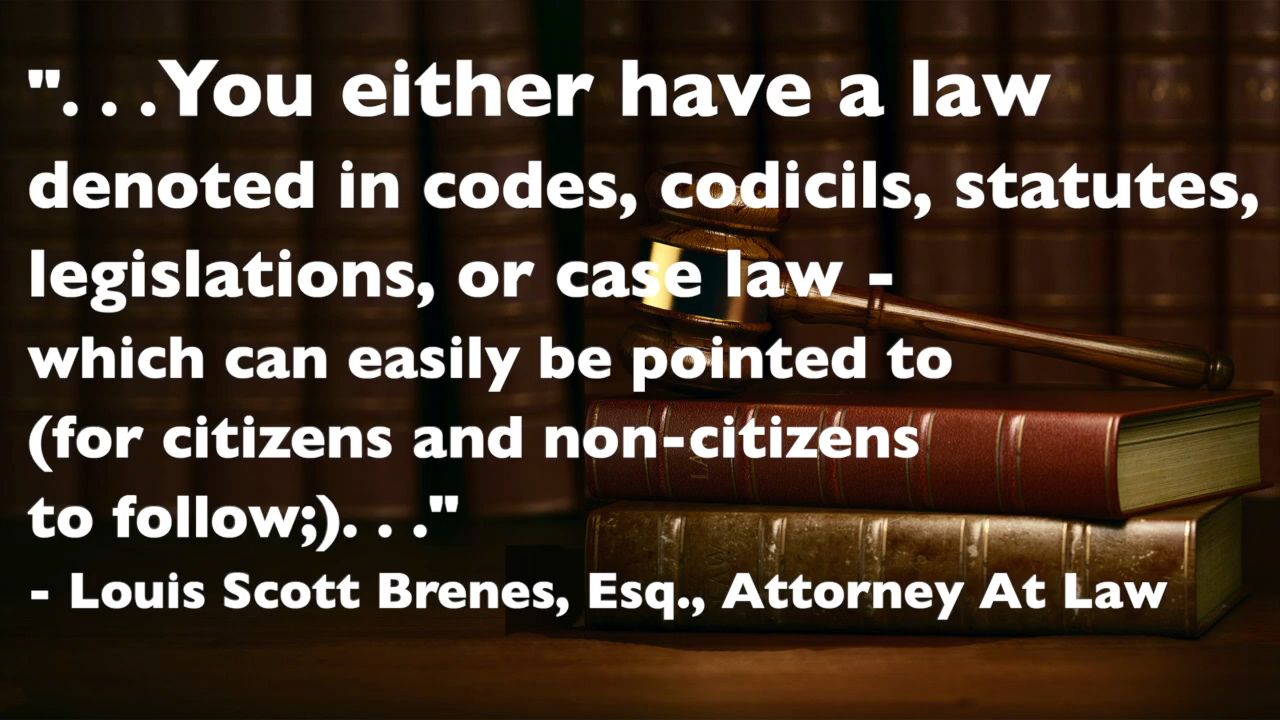 ". . .You either have a law
denoted in codes, codicils, statutes,
legislations, or case law -
which can easily be pointed to
(for citizens and non-citizens
to follow;). . ."
- Louis Scott Brenes, Esq., Attorney At Law